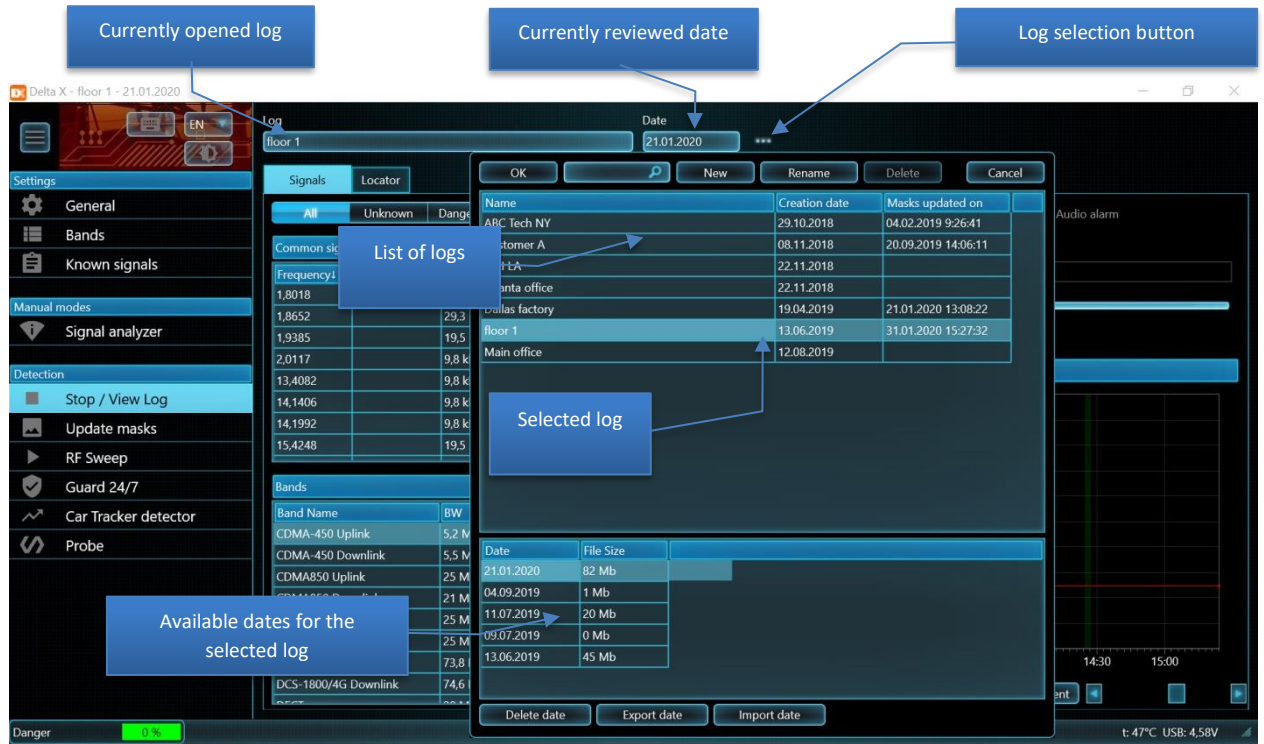 Currently opened log
Currently reviewed date
Log selection button
Delta X - floor 1 - 21.01.2020
EN
Log
Date
floor 1
21.01.2020
OK
New
Rename
Delete
Cancel
Settings
Signals
Locator
General
Bands
Known signals
All
Unknown
Name
Creation date
Masks updated on
Audio alarm
ABC Tech NY
29.10.2018
04.02.2019 9:26:41
08.11.2018
20.09.2019 14:06:11
22.11.2018
22.11.2018
Dallas factory
19.04.2019
21.01.2020 13:08:22
floor 1
13.06.2019
31.01.2020 15:27:32
Main office
12.08.2019
List of logs
Selected log
Frequency↓
1,8018
1,8652
29,3
1,9385
19,5
2,0117
9,8 k
13,4082
9,8 k
14,1406
9,8 k
14,1992
9,8 k
15,4248
19,5
Manual modes
Signal analyzer
Detection
Stop / View Log
Update masks
RF Sweep
Guard 24/7
Car Tracker detector
Probe
Bands
Band Name
BW
CDMA-450 Uplink
5,2 M
CDMA-450 Downlink
5,5 M
CDMA850 Uplink
25 M
21 M
25 M
25 M
73,8
DCS-1800/4G Downlink
74,6
Available dates for the
selected log
Date
File Size
21.01.2020
82 Mb
04.09.2019
1 Mb
11.07.2019
20 Mb
09.07.2019
0 Mb
13.06.2019
45 Mb
14:30
15:00
Delete date
Export date
Import date
Danger
0 %
t: 47°C USB: 4,58V